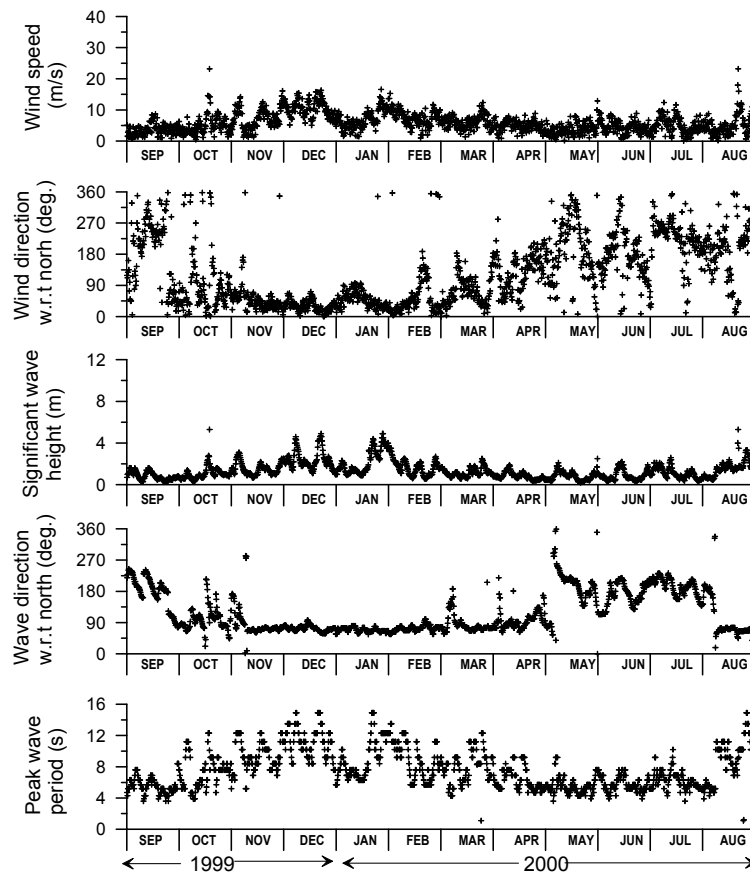 Wind speed
(m/s)
40
30
20
10
0
SEP OCT NOV DEC JAN FEB MAR APR MAY JUN JUL AUG
Wind direction
w.r.t norh (deg.)
360
270
180
90
0
SEP OCT NOV DEC JAN FEB MAR APR MAY JUN JUL AUG
Significant wave
height (m)
12
8
4
0
SEP OCT NOV DEC JAN FEB MAR APR MAY JUN JUL AUG
Wave direction
w.r.t north (deg.)
360
270
180
90
0
SEP OCT NOV DEC JAN FEB MAR APR MAY JUN JUL AUG
Peak wave
period (s)
16
12
8
4
0
SEP OCT NOV DEC JAN FEB MAR APR MAY JUN JUL AUG
1999 2000